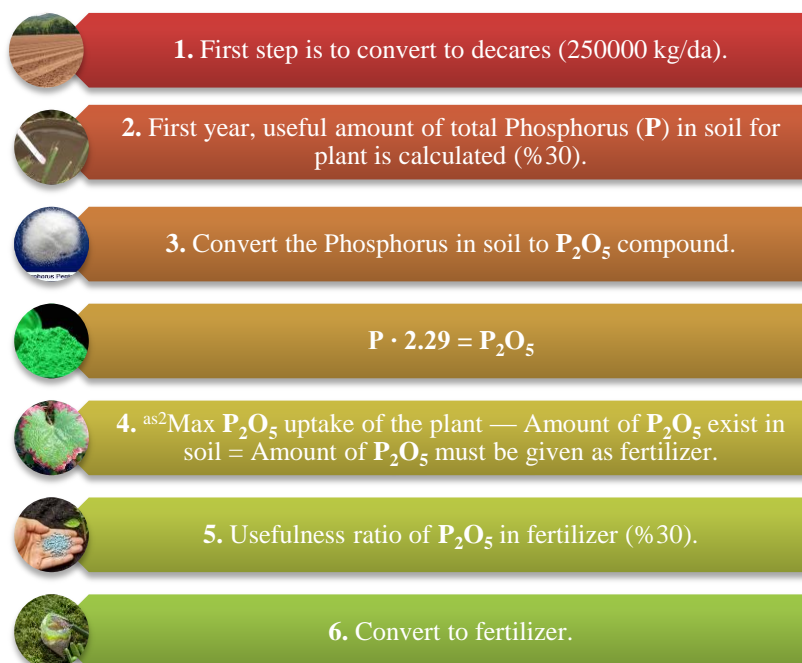 1. First step is to convert to decares (250000 kg/da).
2. First year, useful amount of total Phosphorus (P) in soil for
plant is calculated (%30).
3. Convert the Phosphorus in soil to P₂O₅ compound.
P · 2.29 = P₂O₅
4. ᵃˢ²Max P₂O₅ uptake of the plant — Amount of P₂O₅ exist in
soil = Amount of P₂O₅ must be given as fertilizer.
5. Usefulness ratio of P₂O₅ in fertilizer (%30).
6. Convert to fertilizer.